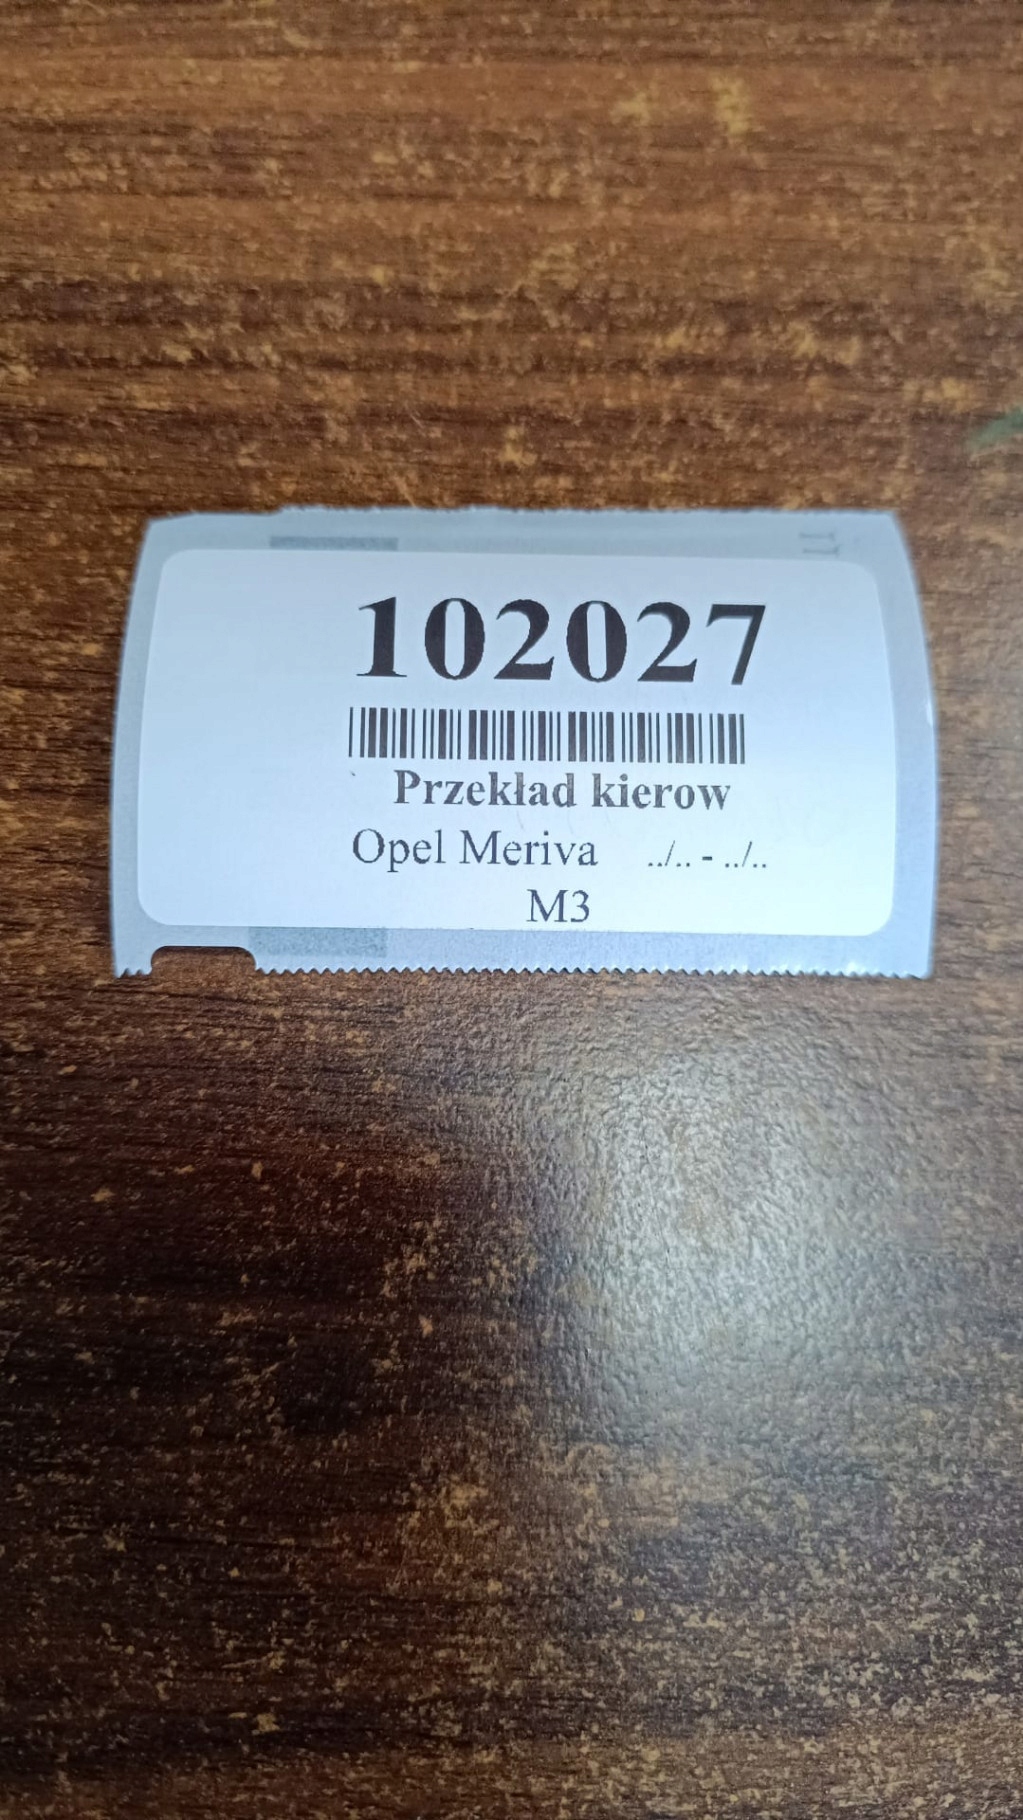 102027
Przekład kierow
Opel Meriva ../.. - ../..
M3